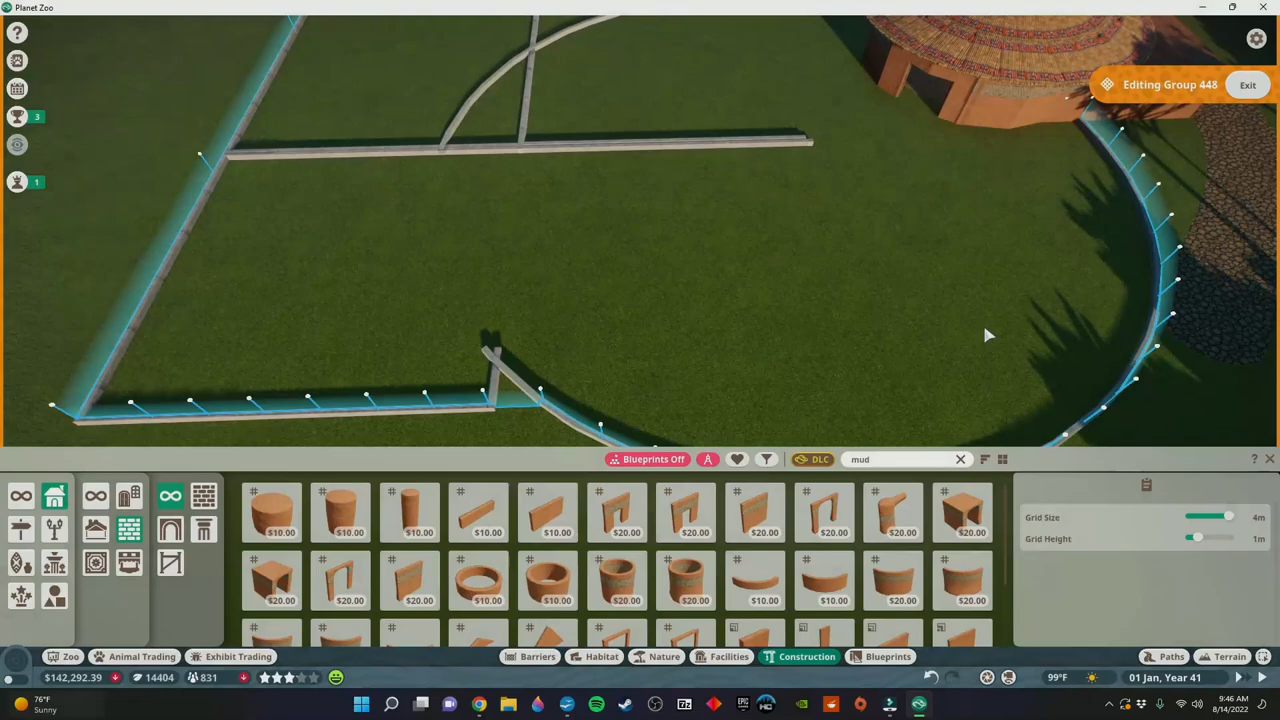 Planet Zoo
?
3
1
Editing Group 448
Exit
Blueprints Off
DLC
mud
?
$10.00 $10.00 $10.00 $10.00 $10.00 $20.00 $20.00 $20.00 $20.00 $20.00 $20.00
$20.00 $20.00 $20.00 $10.00 $10.00 $20.00 $20.00 $10.00 $10.00 $20.00 $20.00
Grid Size 4m
Grid Height 1m
Zoo Animal Trading Exhibit Trading Barriers Habitat Nature Facilities Construction Blueprints Paths Terrain
$142,292.39 14404 831 99°F 01 Jan, Year 41
76°F
Sunny
9:46 AM
8/14/2022